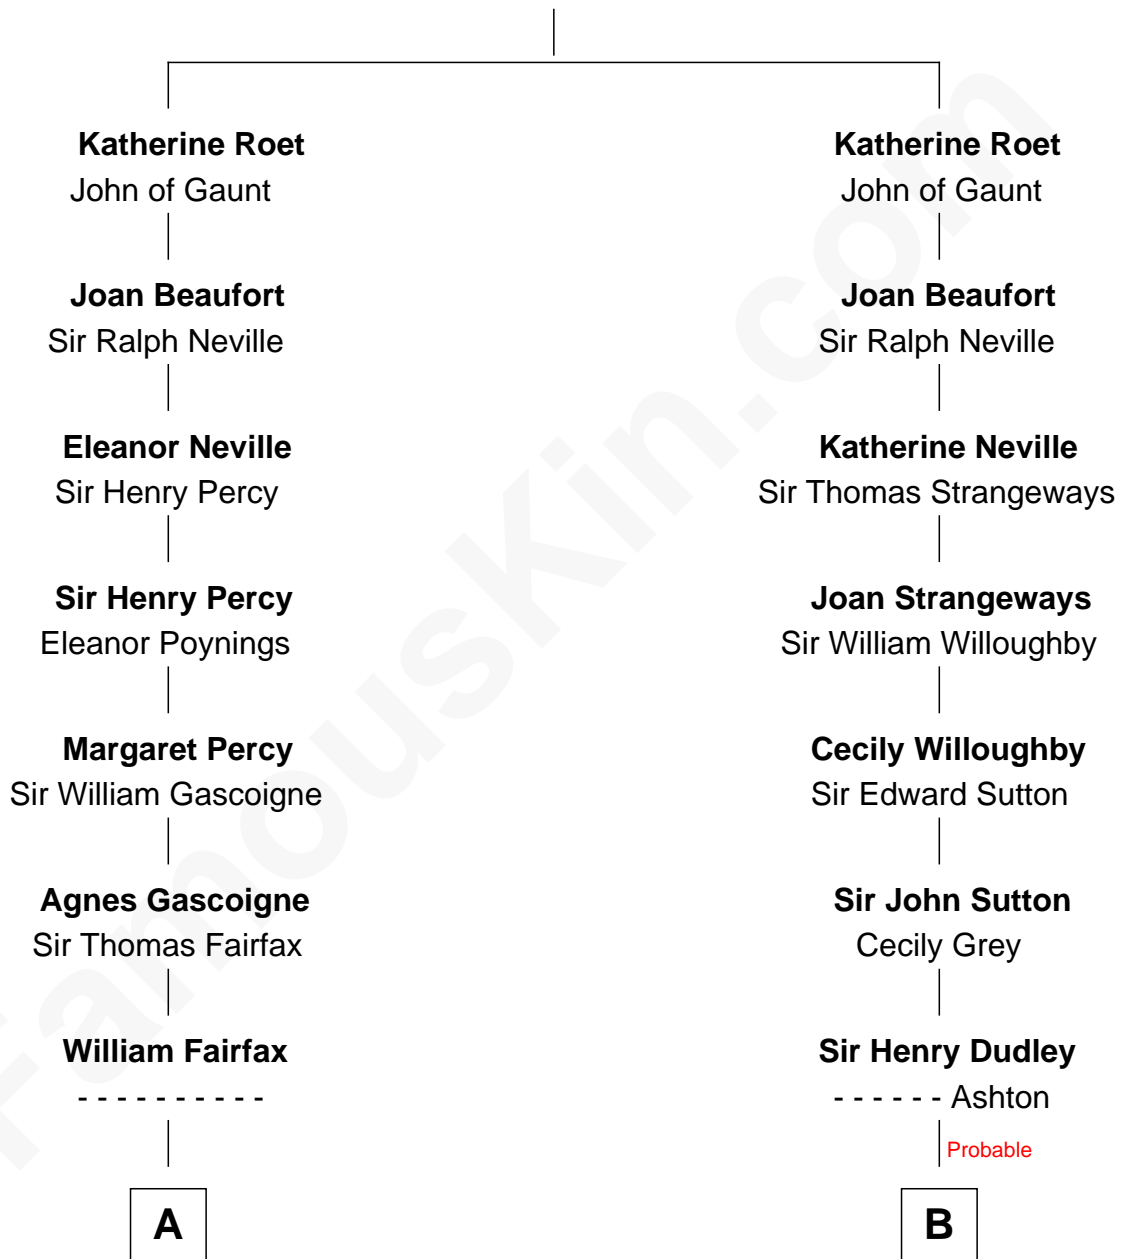 Katherine Roet
John of Gaunt
Joan Beaufort
Sir Ralph Neville
Eleanor Neville
Sir Henry Percy
Sir Henry Percy
Eleanor Poynings
Margaret Percy
Sir William Gascoigne
Agnes Gascoigne
Sir Thomas Fairfax
William Fairfax
- - - - - - - - - -
A
Katherine Roet
John of Gaunt
Joan Beaufort
Sir Ralph Neville
Katherine Neville
Sir Thomas Strangeways
Joan Strangeways
Sir William Willoughby
Cecily Willoughby
Sir Edward Sutton
Sir John Sutton
Cecily Grey
Sir Henry Dudley
- - - - - - Ashton
Probable
B
FamousKin.com